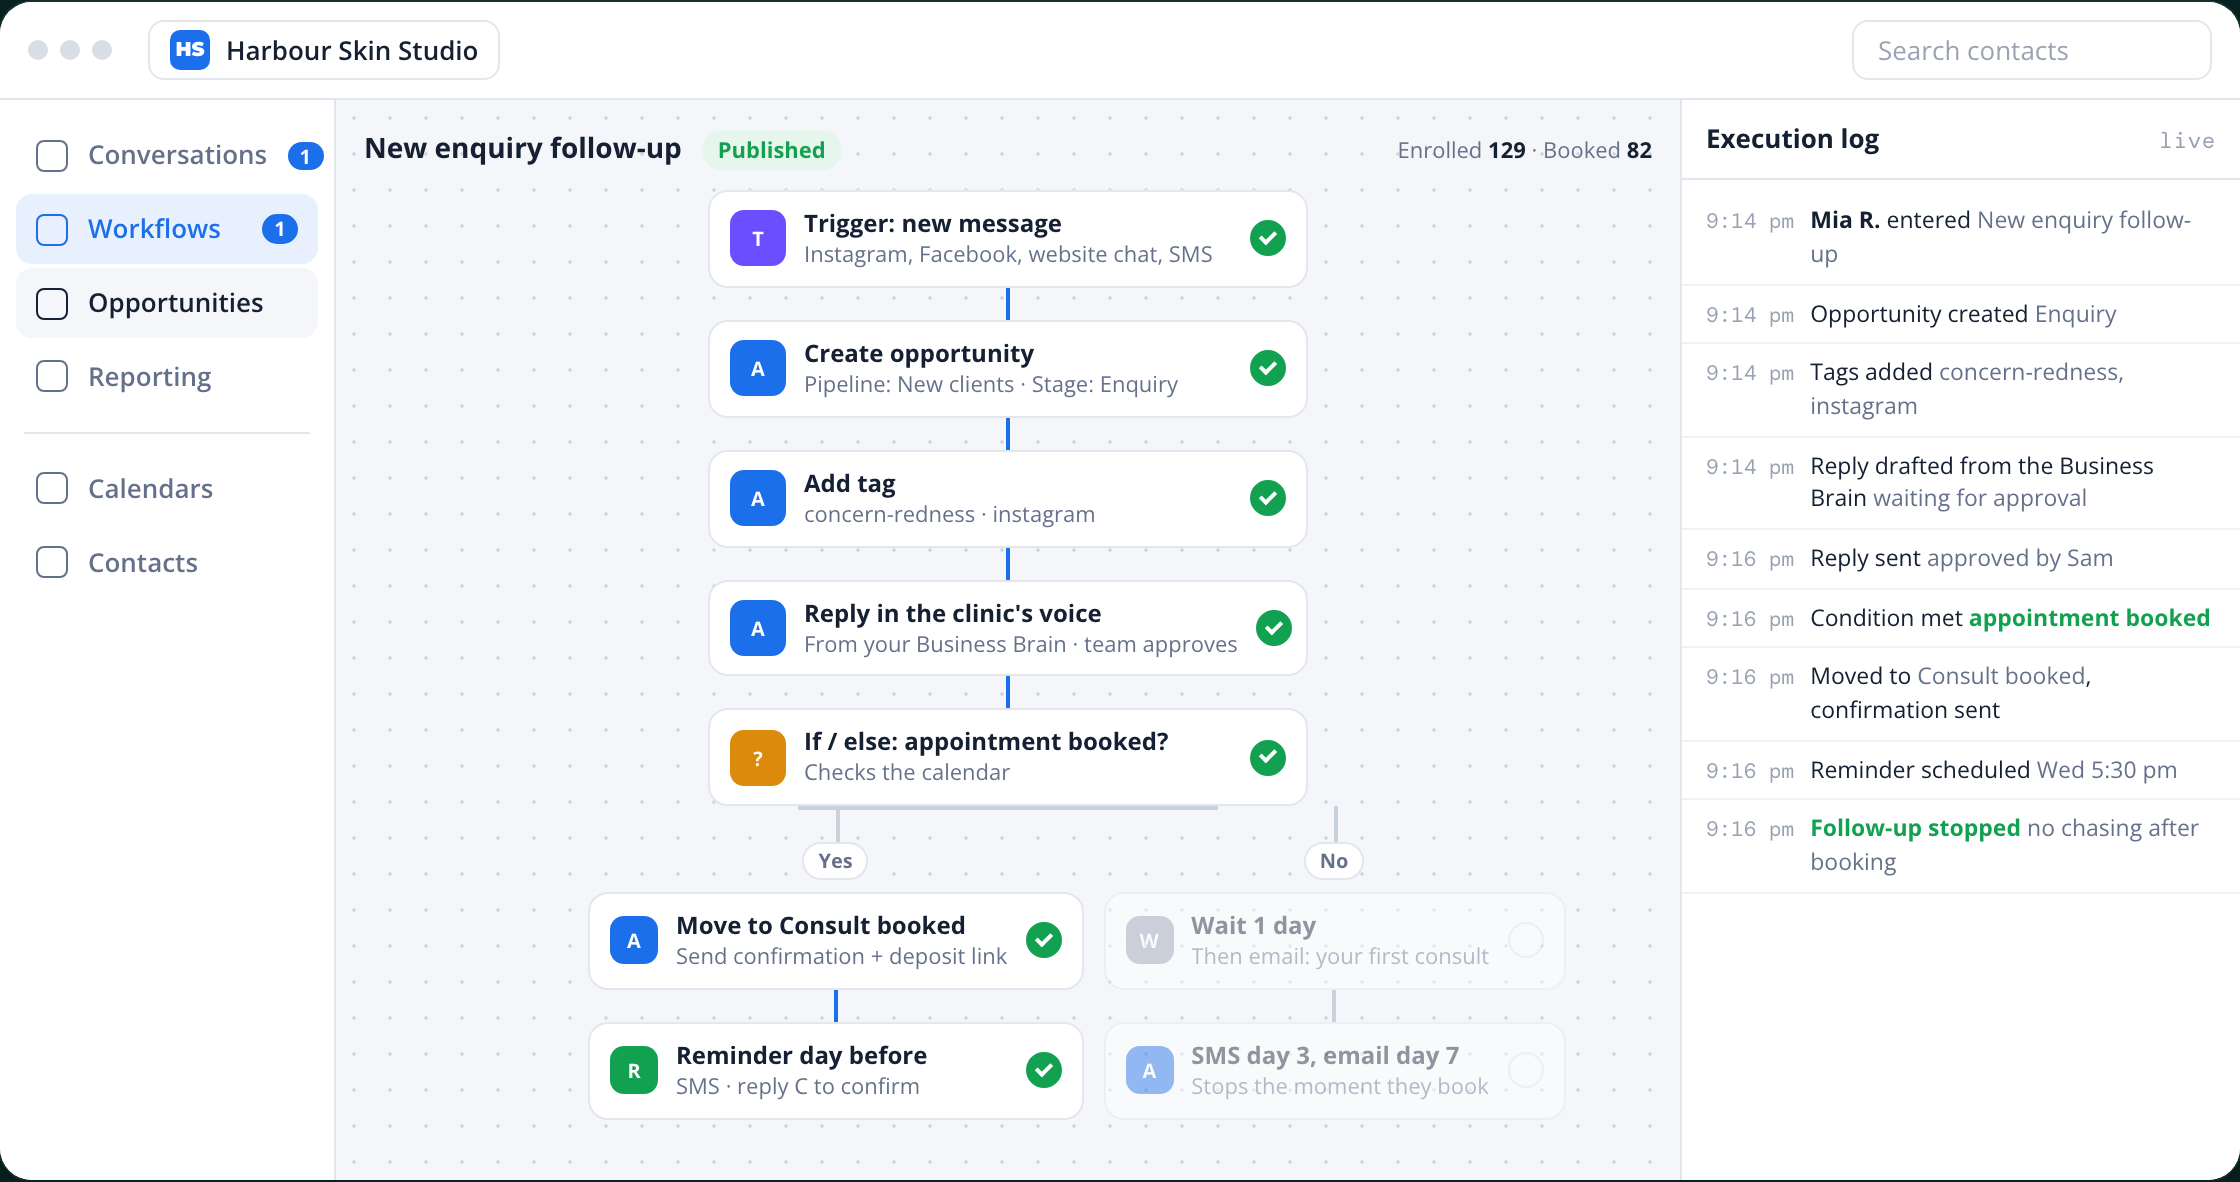 HS Harbour Skin Studio
Search contacts
Conversations 1
Workflows 1
Opportunities
Reporting
Calendars
Contacts
New enquiry follow-up Published Enrolled 129 · Booked 82
T
Trigger: new message
Instagram, Facebook, website chat, SMS
A
Create opportunity
Pipeline: New clients · Stage: Enquiry
A
Add tag
concern-redness · instagram
A
Reply in the clinic's voice
From your Business Brain · team approves
?
If / else: appointment booked?
Checks the calendar
Yes
A
Move to Consult booked
Send confirmation + deposit link
R
Reminder day before
SMS · reply C to confirm
No
W
Wait 1 day
Then email: your first consult
A
SMS day 3, email day 7
Stops the moment they book
Execution log live
9:14 pm Mia R. entered New enquiry follow-
up
9:14 pm Opportunity created Enquiry
9:14 pm Tags added concern-redness,
instagram
9:14 pm Reply drafted from the Business
Brain waiting for approval
9:16 pm Reply sent approved by Sam
9:16 pm Condition met appointment booked
9:16 pm Moved to Consult booked,
confirmation sent
9:16 pm Reminder scheduled Wed 5:30 pm
9:16 pm Follow-up stopped no chasing after
booking